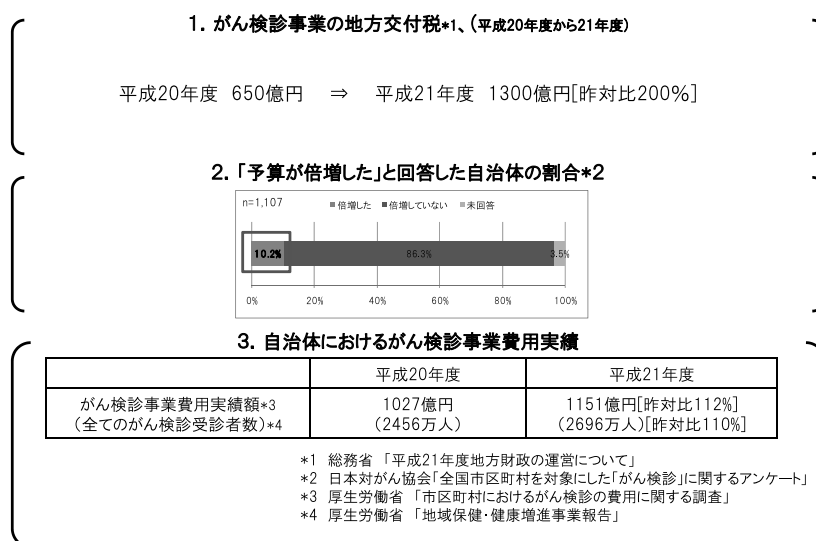 1．がん検診事業の地方交付税*1、（平成20年度から21年度）
平成20年度 650億円 ⇒ 平成21年度 1300億円[昨対比200％]
2．「予算が倍増した」と回答した自治体の割合*2
n=1,107 ■倍増した ■倍増していない ■未回答
10.2% 86.3% 3.5%
0% 20% 40% 60% 80% 100%
3．自治体におけるがん検診事業費用実績
平成20年度 平成21年度
がん検診事業費用実績額*3 1027億円 1151億円[昨対比112%]
（全てのがん検診受診者数）*4 （2456万人） （2696万人）[昨対比110%]
*1 総務省 「平成21年度地方財政の運営について」
*2 日本対がん協会「全国市区町村を対象にした「がん検診」に関するアンケート」
*3 厚生労働省 「市区町村におけるがん検診の費用に関する調査」
*4 厚生労働省 「地域保健・健康増進事業報告」